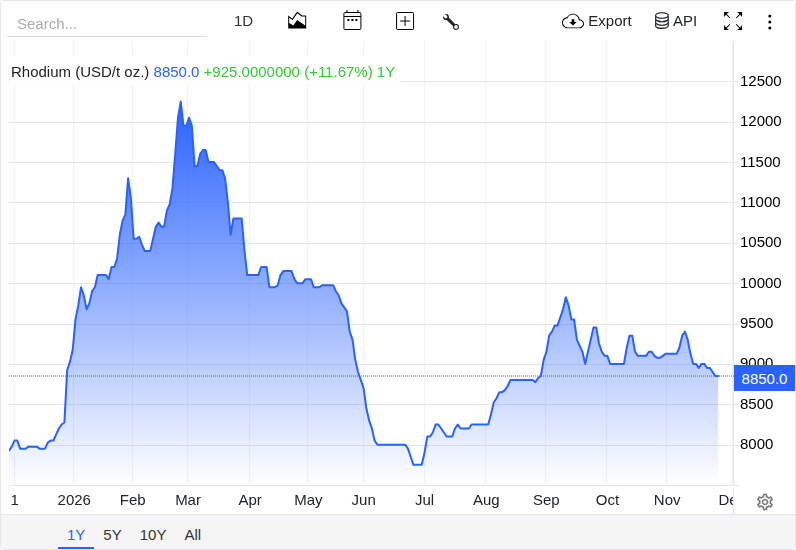 Search... 1D Export API
Rhodium (USD/t oz.) 8850.0 +925.0000000 (+11.67%) 1Y
12500
12000
11500
11000
10500
10000
9500
9000
8850.0
8500
8000
1 2026 Feb Mar Apr May Jun Jul Aug Sep Oct Nov De
1Y 5Y 10Y All